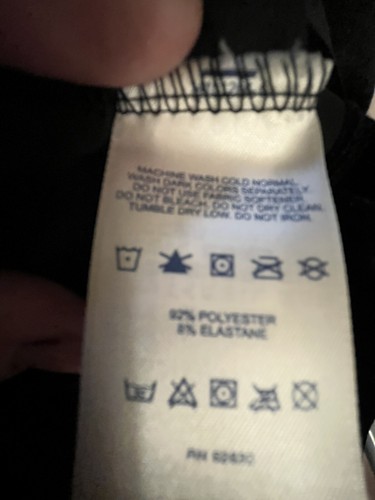 MACHINE WASH COLD NORMAL.
WASH DARK COLORS SEPARATELY.
DO NOT USE FABRIC SOFTENER.
DO NOT BLEACH. DO NOT DRY CLEAN.
TUMBLE DRY LOW. DO NOT IRON.
92% POLYESTER
8% ELASTANE
RN